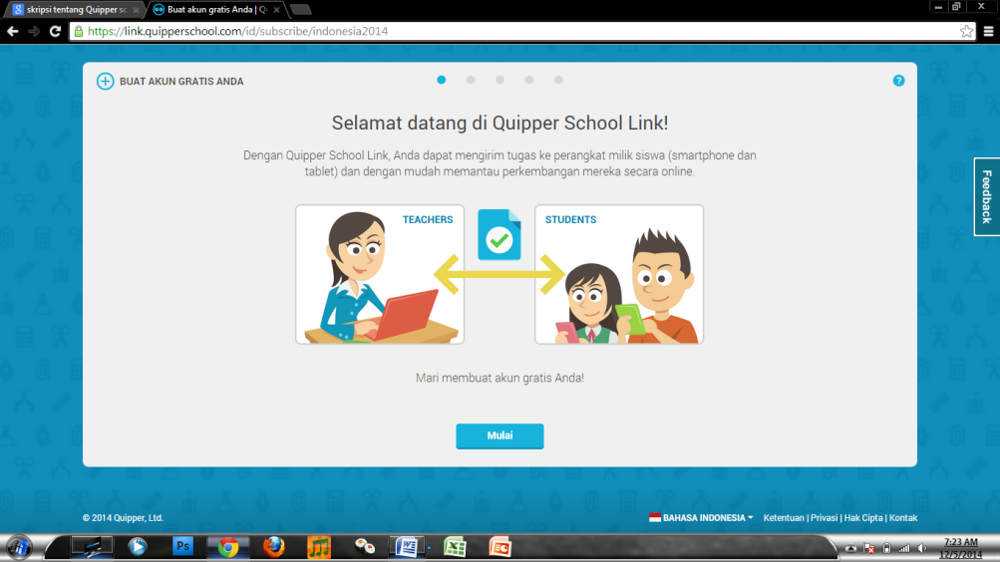 skripsi tentang Quipper sc
Buat akun gratis Anda | Q
https://link.quipperschool.com/id/subscribe/indonesia2014
BUAT AKUN GRATIS ANDA
?
Selamat datang di Quipper School Link!
Dengan Quipper School Link, Anda dapat mengirim tugas ke perangkat milik siswa (smartphone dan
tablet) dan dengan mudah memantau perkembangan mereka secara online.
TEACHERS
STUDENTS
Feedback
Mari membuat akun gratis Anda!
Mulai
© 2014 Quipper, Ltd.
BAHASA INDONESIA
Ketentuan | Privasi | Hak Cipta | Kontak
Ps
7:23 AM
12/5/2014